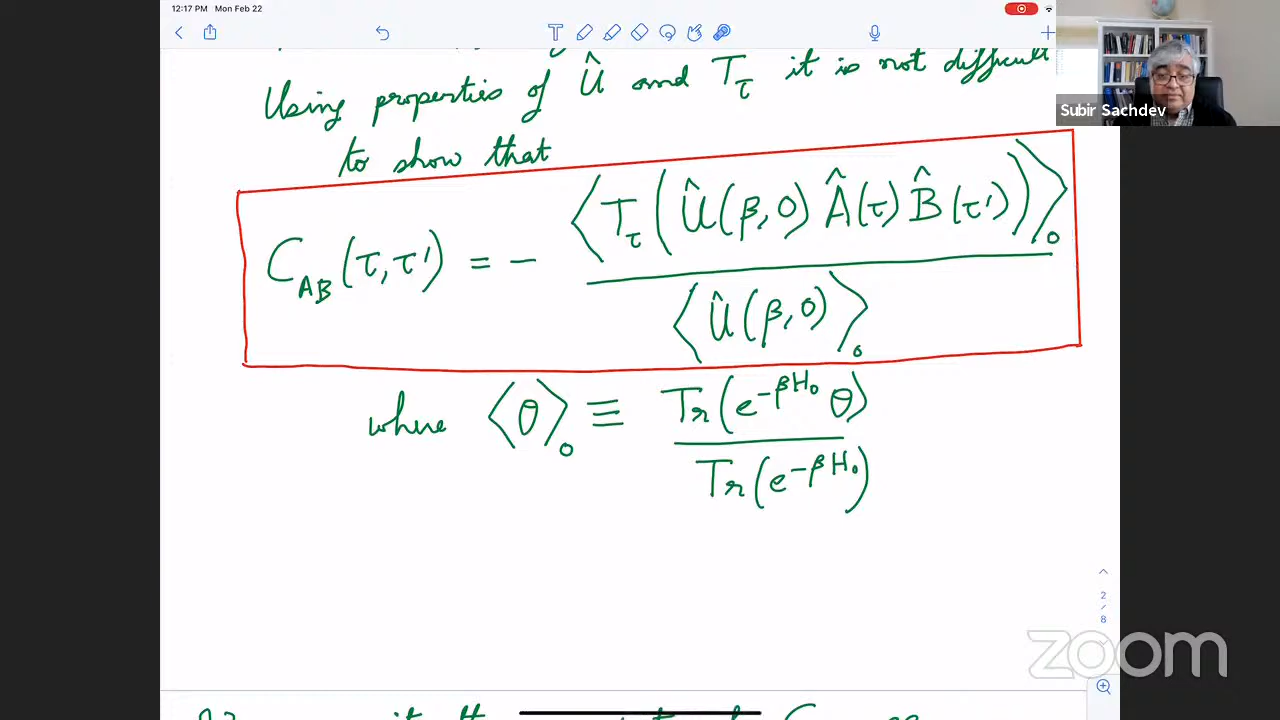 12:17 PM Mon Feb 22
Using properties of Û and T_τ it is not difficult
to show that
C_AB (τ, τ') = - ⟨T_τ (Û(β, 0) Â(τ) B̂(τ'))⟩_0
⟨Û(β, 0)⟩_0
where ⟨θ⟩_0 ≡ Tr(e^{-βH_0} θ)
Tr(e^{-βH_0})
Subir Sachdev
2
/
8
zoom